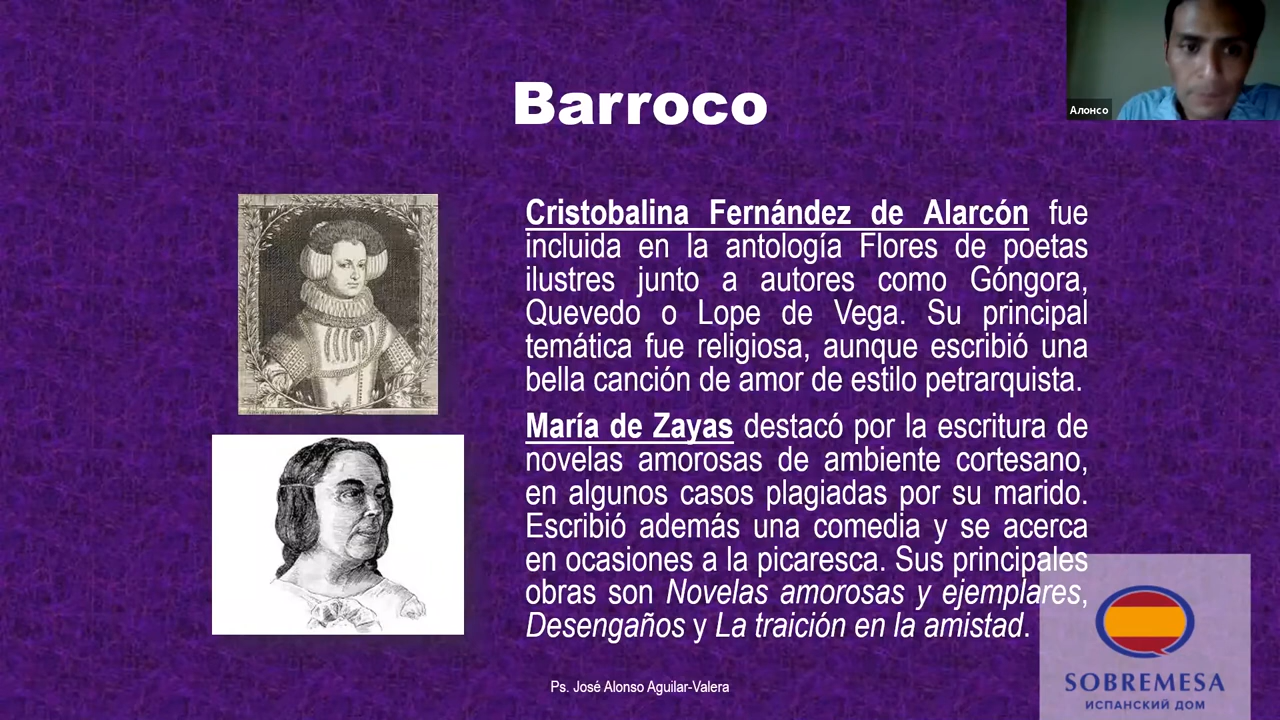 Barroco
Алонсо
Cristobalina Fernández de Alarcón fue
incluida en la antología Flores de poetas
ilustres junto a autores como Góngora,
Quevedo o Lope de Vega. Su principal
temática fue religiosa, aunque escribió una
bella canción de amor de estilo petrarquista.
María de Zayas destacó por la escritura de
novelas amorosas de ambiente cortesano,
en algunos casos plagiadas por su marido.
Escribió además una comedia y se acerca
en ocasiones a la picaresca. Sus principales
obras son Novelas amorosas y ejemplares,
Desengaños y La traición en la amistad.
Ps. José Alonso Aguilar-Valera
SOBREMESA
ИСПАНСКИЙ ДОМ